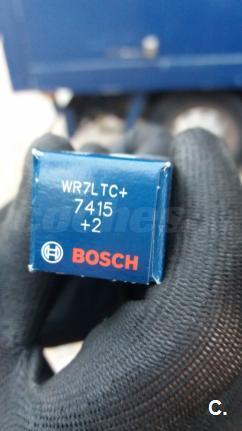 WR7LTC+
7415
+2
BOSCH
C.